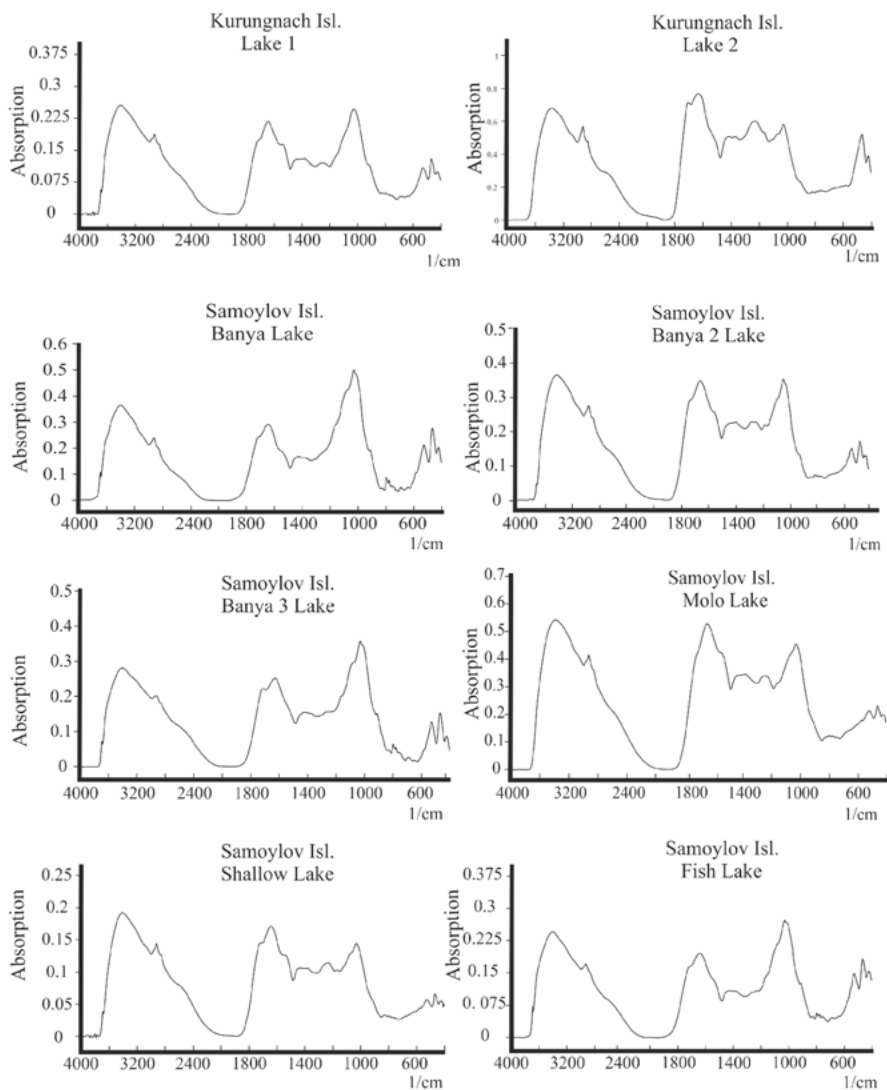 Kurungnach Isl.
Lake 1
Absorption
0.375
0.3
0.225
0.15
0.075
0
4000 3200 2400 1800 1000 600
1/cm
Kurungnach Isl.
Lake 2
Absorption
1
0.8
0.6
0.4
0.2
0
4000 3200 2400 1800 1000 600
1/cm
Samoylov Isl.
Banya Lake
Absorption
0.6
0.5
0.4
0.3
0.2
0.1
0
4000 3200 2400 1800 1000 600
1/cm
Samoylov Isl.
Banya 2 Lake
Absorption
0.5
0.4
0.3
0.2
0.1
0
4000 3200 2400 1800 1000 600
1/cm
Samoylov Isl.
Banya 3 Lake
Absorption
0.5
0.4
0.3
0.2
0.1
0
4000 3200 2400 1800 1000 600
1/cm
Samoylov Isl.
Molo Lake
Absorption
0.7
0.6
0.5
0.4
0.3
0.2
0.1
0
4000 3200 2400 1600 1000 600
1/cm
Samoylov Isl.
Shallow Lake
Absorption
0.25
0.2
0.15
0.1
0.05
0
4000 3200 2400 1800 1000 600
1/cm
Samoylov Isl.
Fish Lake
Absorption
0.375
0.3
0.225
0.15
0.075
0
4000 3200 2400 1800 1000 600
1/cm